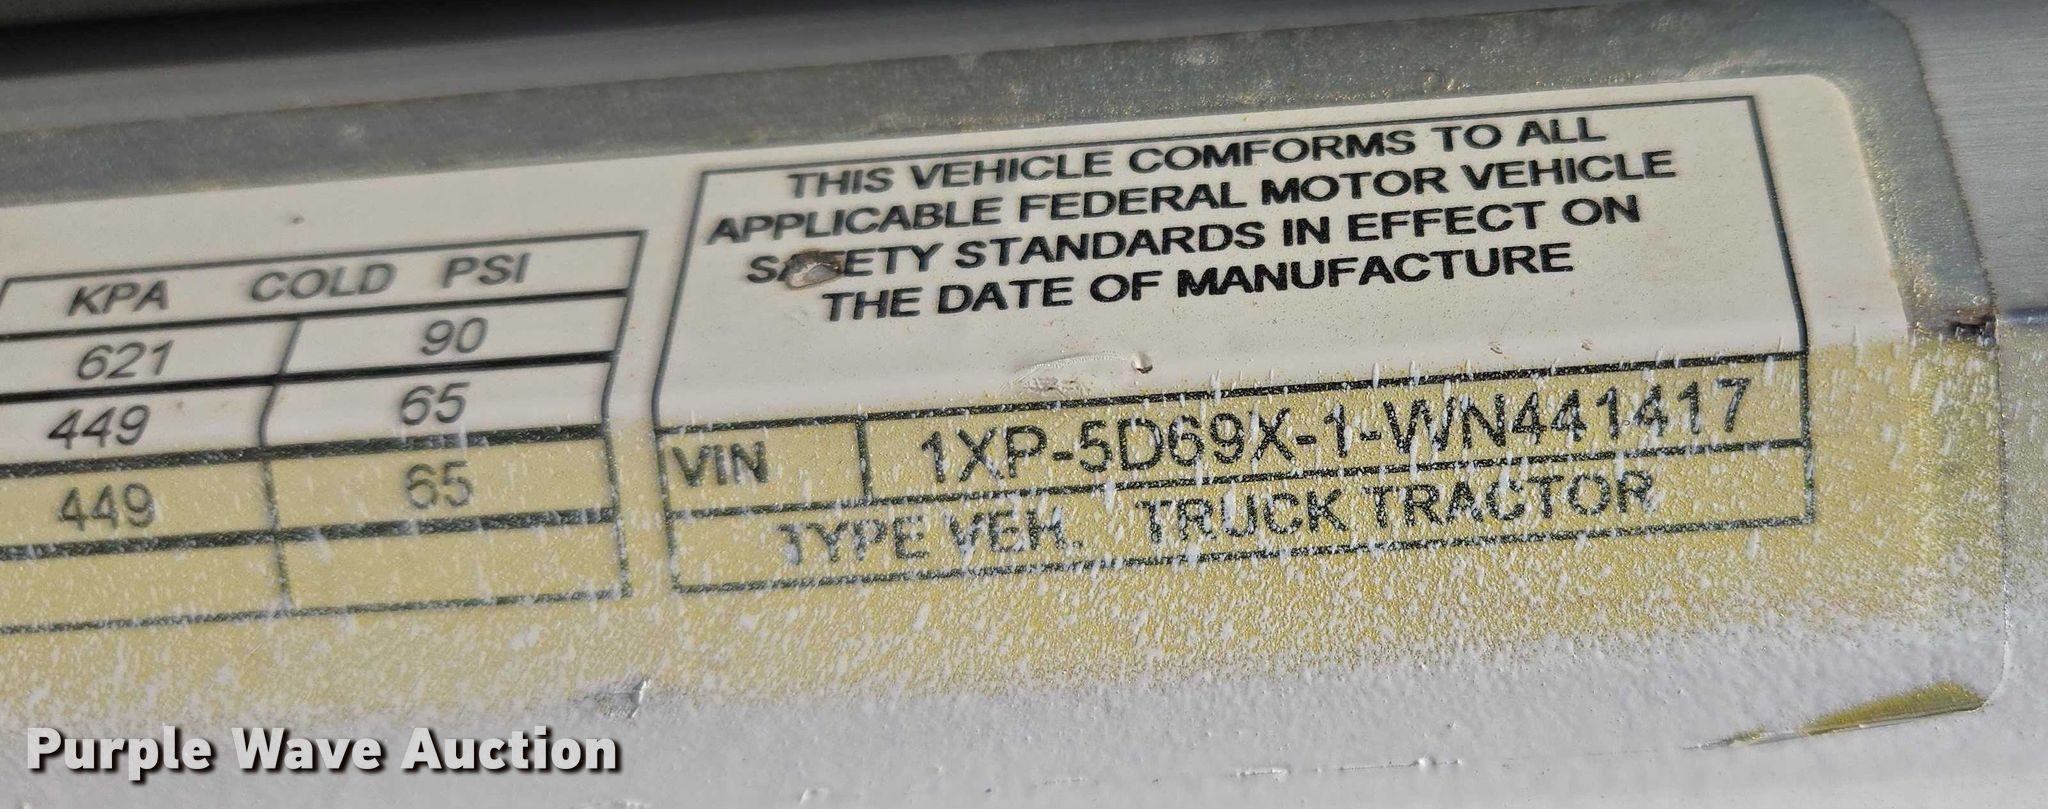 KPA COLD PSI
621 90
449 65
449 65
THIS VEHICLE COMFORMS TO ALL
APPLICABLE FEDERAL MOTOR VEHICLE
SAFETY STANDARDS IN EFFECT ON
THE DATE OF MANUFACTURE
VIN 1XP-5D69X-1-WN441417
TYPE VEH. TRUCK TRACTOR
Purple Wave Auction